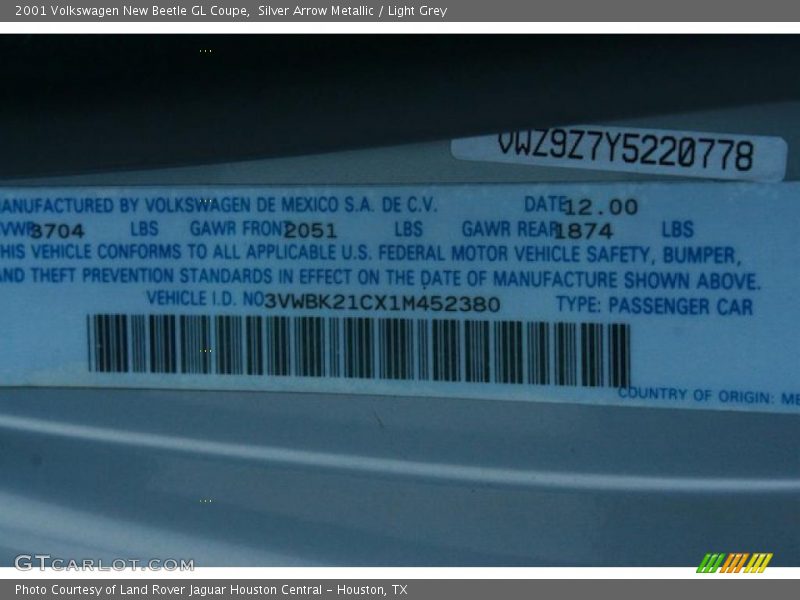 2001 Volkswagen New Beetle GL Coupe,  Silver Arrow Metallic / Light Grey
VWZ9Z7Y5220778
ANUFACTURED BY VOLKSWAGEN DE MEXICO S.A. DE C.V. DATE 12.00
VWR 3704 LBS GAWR FRONT 2051 LBS GAWR REAR 1874 LBS
HIS VEHICLE CONFORMS TO ALL APPLICABLE U.S. FEDERAL MOTOR VEHICLE SAFETY, BUMPER,
AND THEFT PREVENTION STANDARDS IN EFFECT ON THE DATE OF MANUFACTURE SHOWN ABOVE.
VEHICLE I.D. NO 3VWBK21CX1M452380 TYPE: PASSENGER CAR
COUNTRY OF ORIGIN: ME
GTCARLOT.COM
Photo Courtesy of Land Rover Jaguar Houston Central – Houston, TX